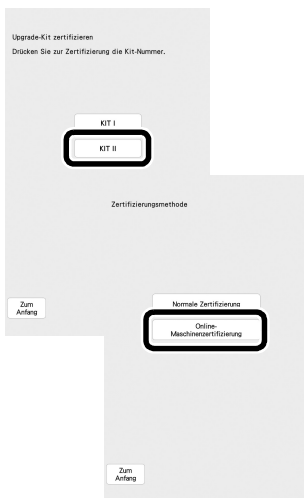 Upgrade-Kit zertifizieren
Drücken Sie zur Zertifizierung die Kit-Nummer.
KIT I
KIT II
Zum
Anfang
Zertifizierungsmethode
Normale Zertifizierung
Online-
Maschinenzertifizierung
Zum
Anfang